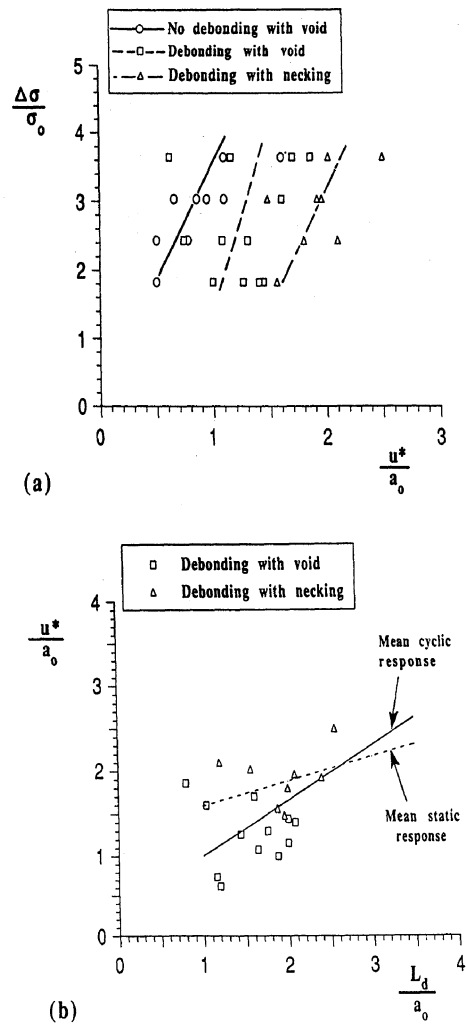 No debonding with void
Debonding with void
Debonding with necking
Δσ
σo
5
4
3
2
1
0
0 1 2 3
u*
ao
(a)
Debonding with void
Debonding with necking
u*
ao
4
3
2
1
0
Mean cyclic
response
Mean static
response
0 1 2 3 4
Ld
ao
(b)